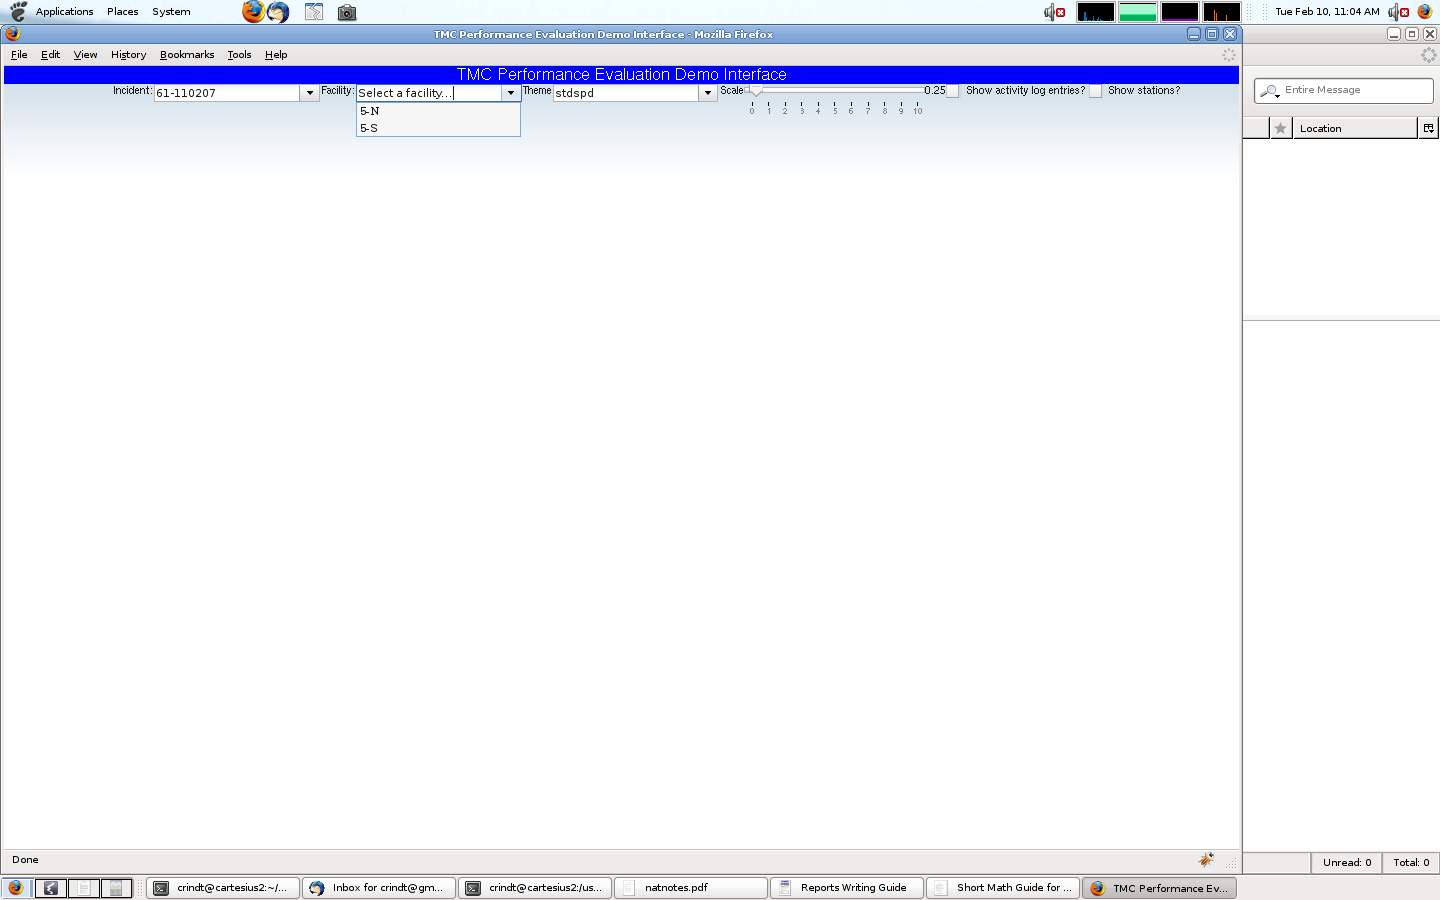 Applications Places System
Tue Feb 10, 11:04 AM
TMC Performance Evaluation Demo Interface - Mozilla Firefox
File Edit View History Bookmarks Tools Help
TMC Performance Evaluation Demo Interface
Incident: 61-110207 Facility: Select a facility... Theme stdspd Scale 0.25 Show activity log entries? Show stations?
0 1 2 3 4 5 6 7 8 9 10
5-N
5-S
Entire Message
Location
Done
Unread: 0 Total: 0
crindt@cartesius2:~/... Inbox for crindt@gm... crindt@cartesius2:/us... natnotes.pdf Reports Writing Guide Short Math Guide for ... TMC Performance Ev...